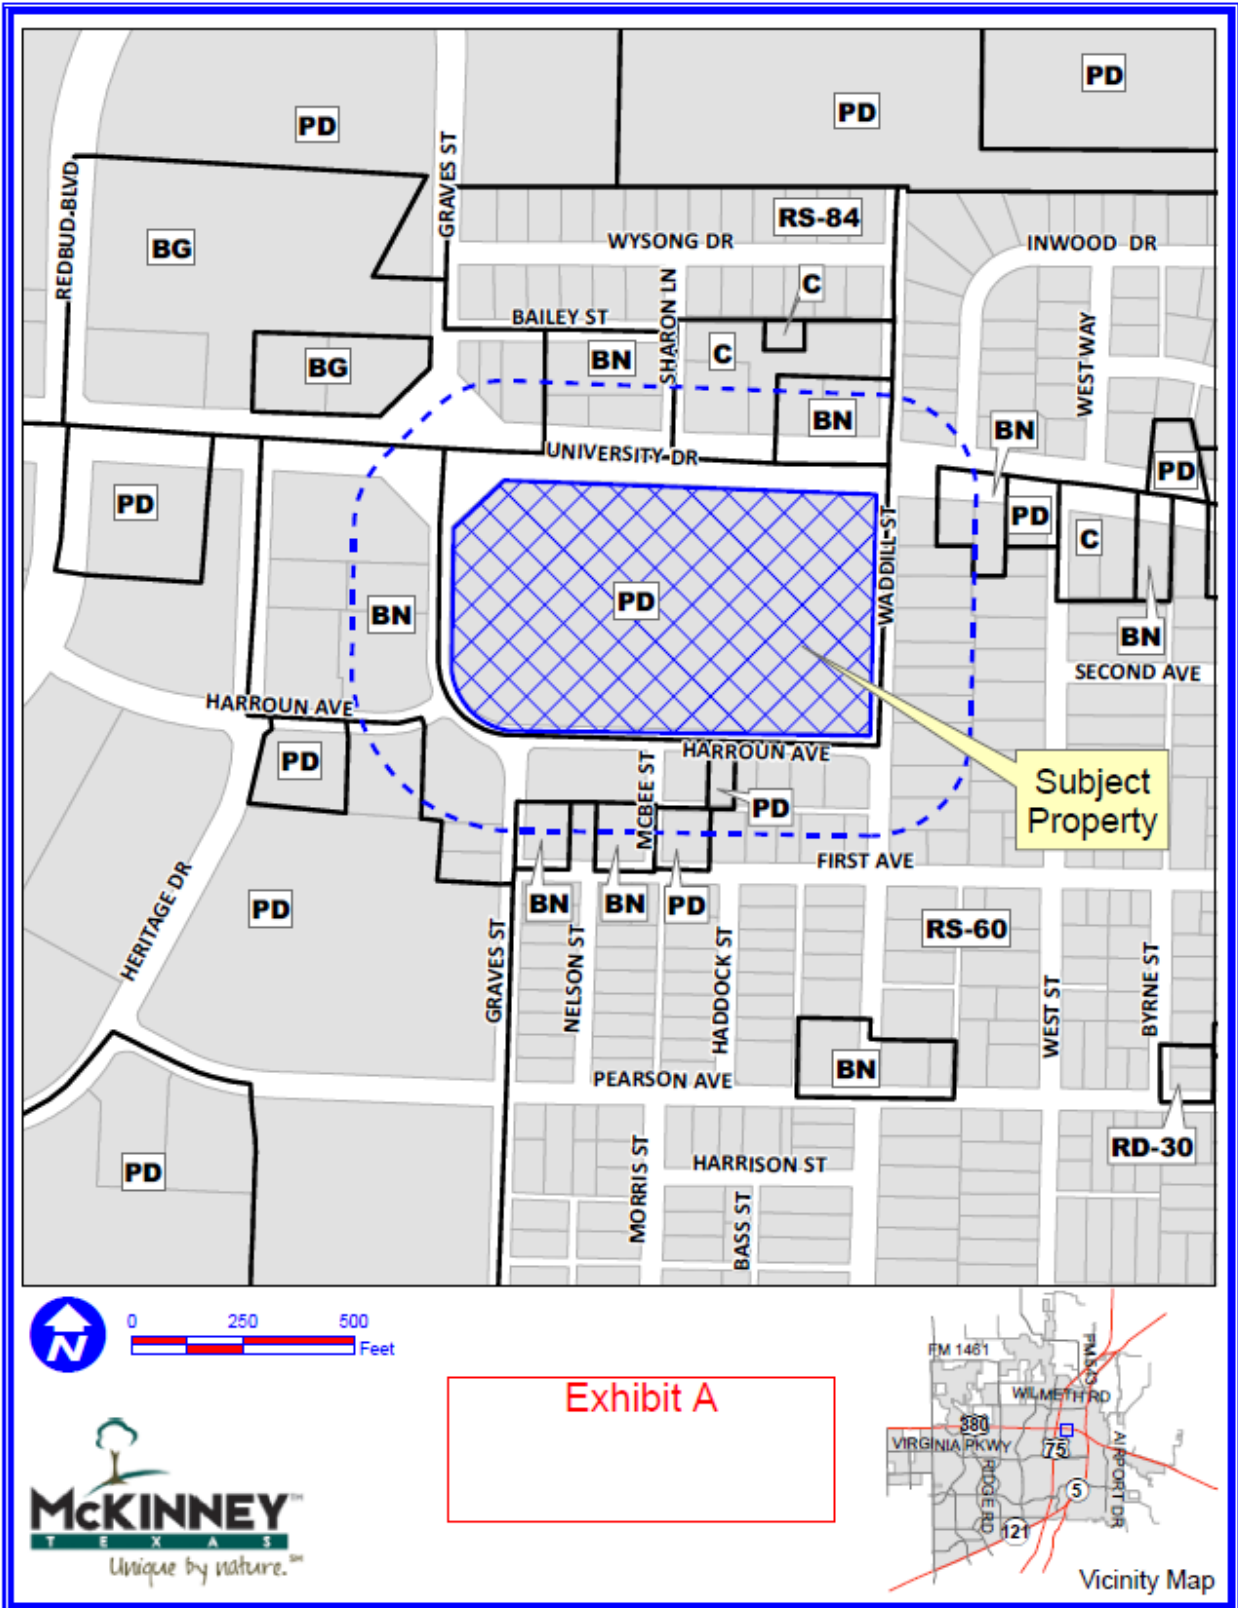 PD
PD
PD
REDBUD BLVD
GRAVES ST
RS-84
BG
WYSONG DR
INWOOD DR
SHARON LN
C
BAILEY ST
WEST WAY
BN
C
BG
BN
BN
UNIVERSITY DR
PD
PD
PD
C
WADDILL ST
PD
BN
BN
SECOND AVE
HARROUN AVE
HARROUN AVE
PD
MCBEE ST
PD
Subject
Property
FIRST AVE
HERITAGE DR
PD
BN
BN
PD
RS-60
GRAVES ST
NELSON ST
HADDOCK ST
WEST ST
BYRNE ST
BN
PEARSON AVE
RD-30
PD
MORRIS ST
HARRISON ST
BASS ST
N
0 250 500
Feet
Exhibit A
McKINNEY™
TEXAS
Unique by nature.℠
FM 1461
FM 543
WILMETH RD
380
VIRGINIA PKWY
75
AIRPORT DR
RIDGE RD
5
121
Vicinity Map